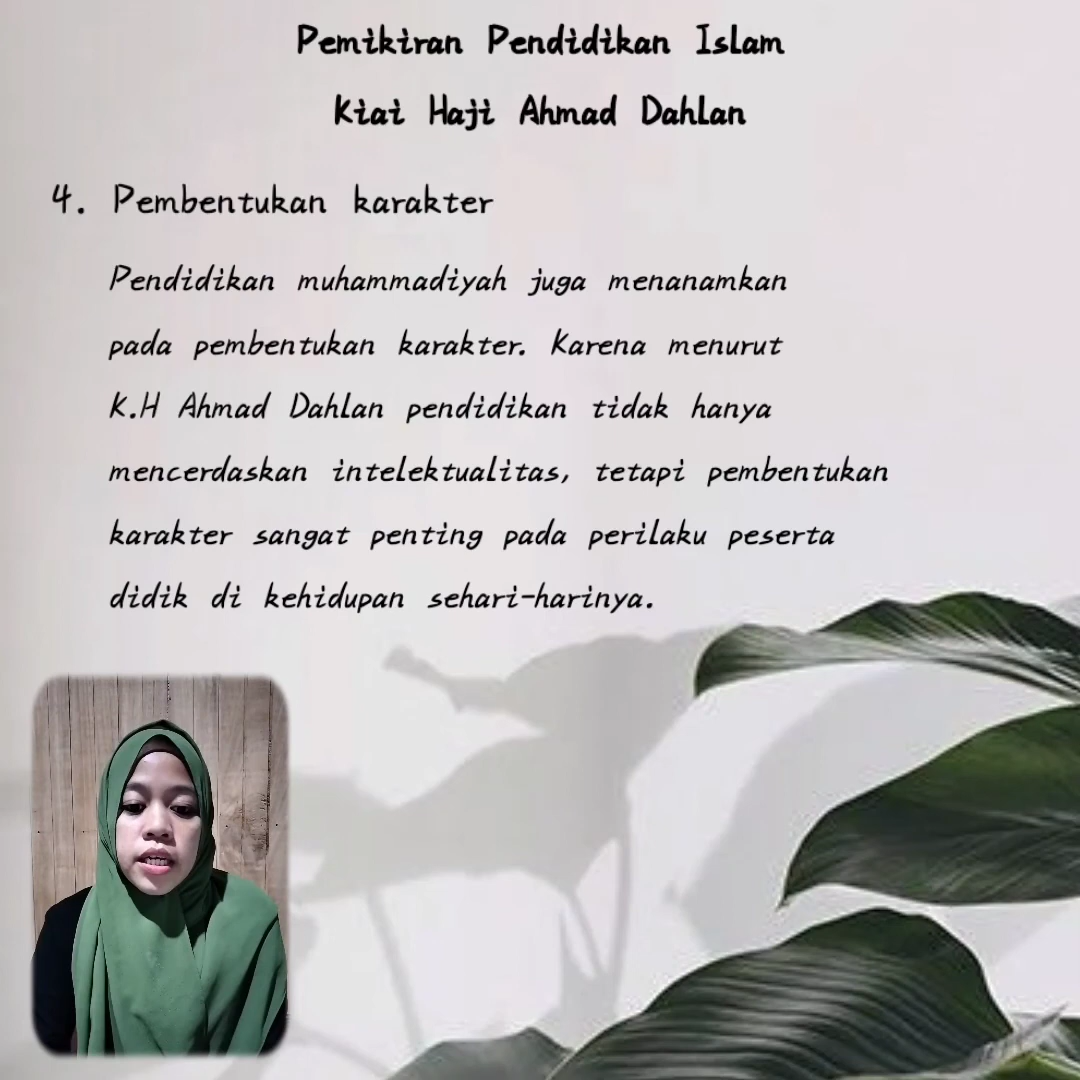 Pemikiran Pendidikan Islam
Kiai Haji Ahmad Dahlan
4. Pembentukan karakter
Pendidikan muhammadiyah juga menanamkan
pada pembentukan karakter. Karena menurut
K.H Ahmad Dahlan pendidikan tidak hanya
mencerdaskan intelektualitas, tetapi pembentukan
karakter sangat penting pada perilaku peserta
didik di kehidupan sehari-harinya.